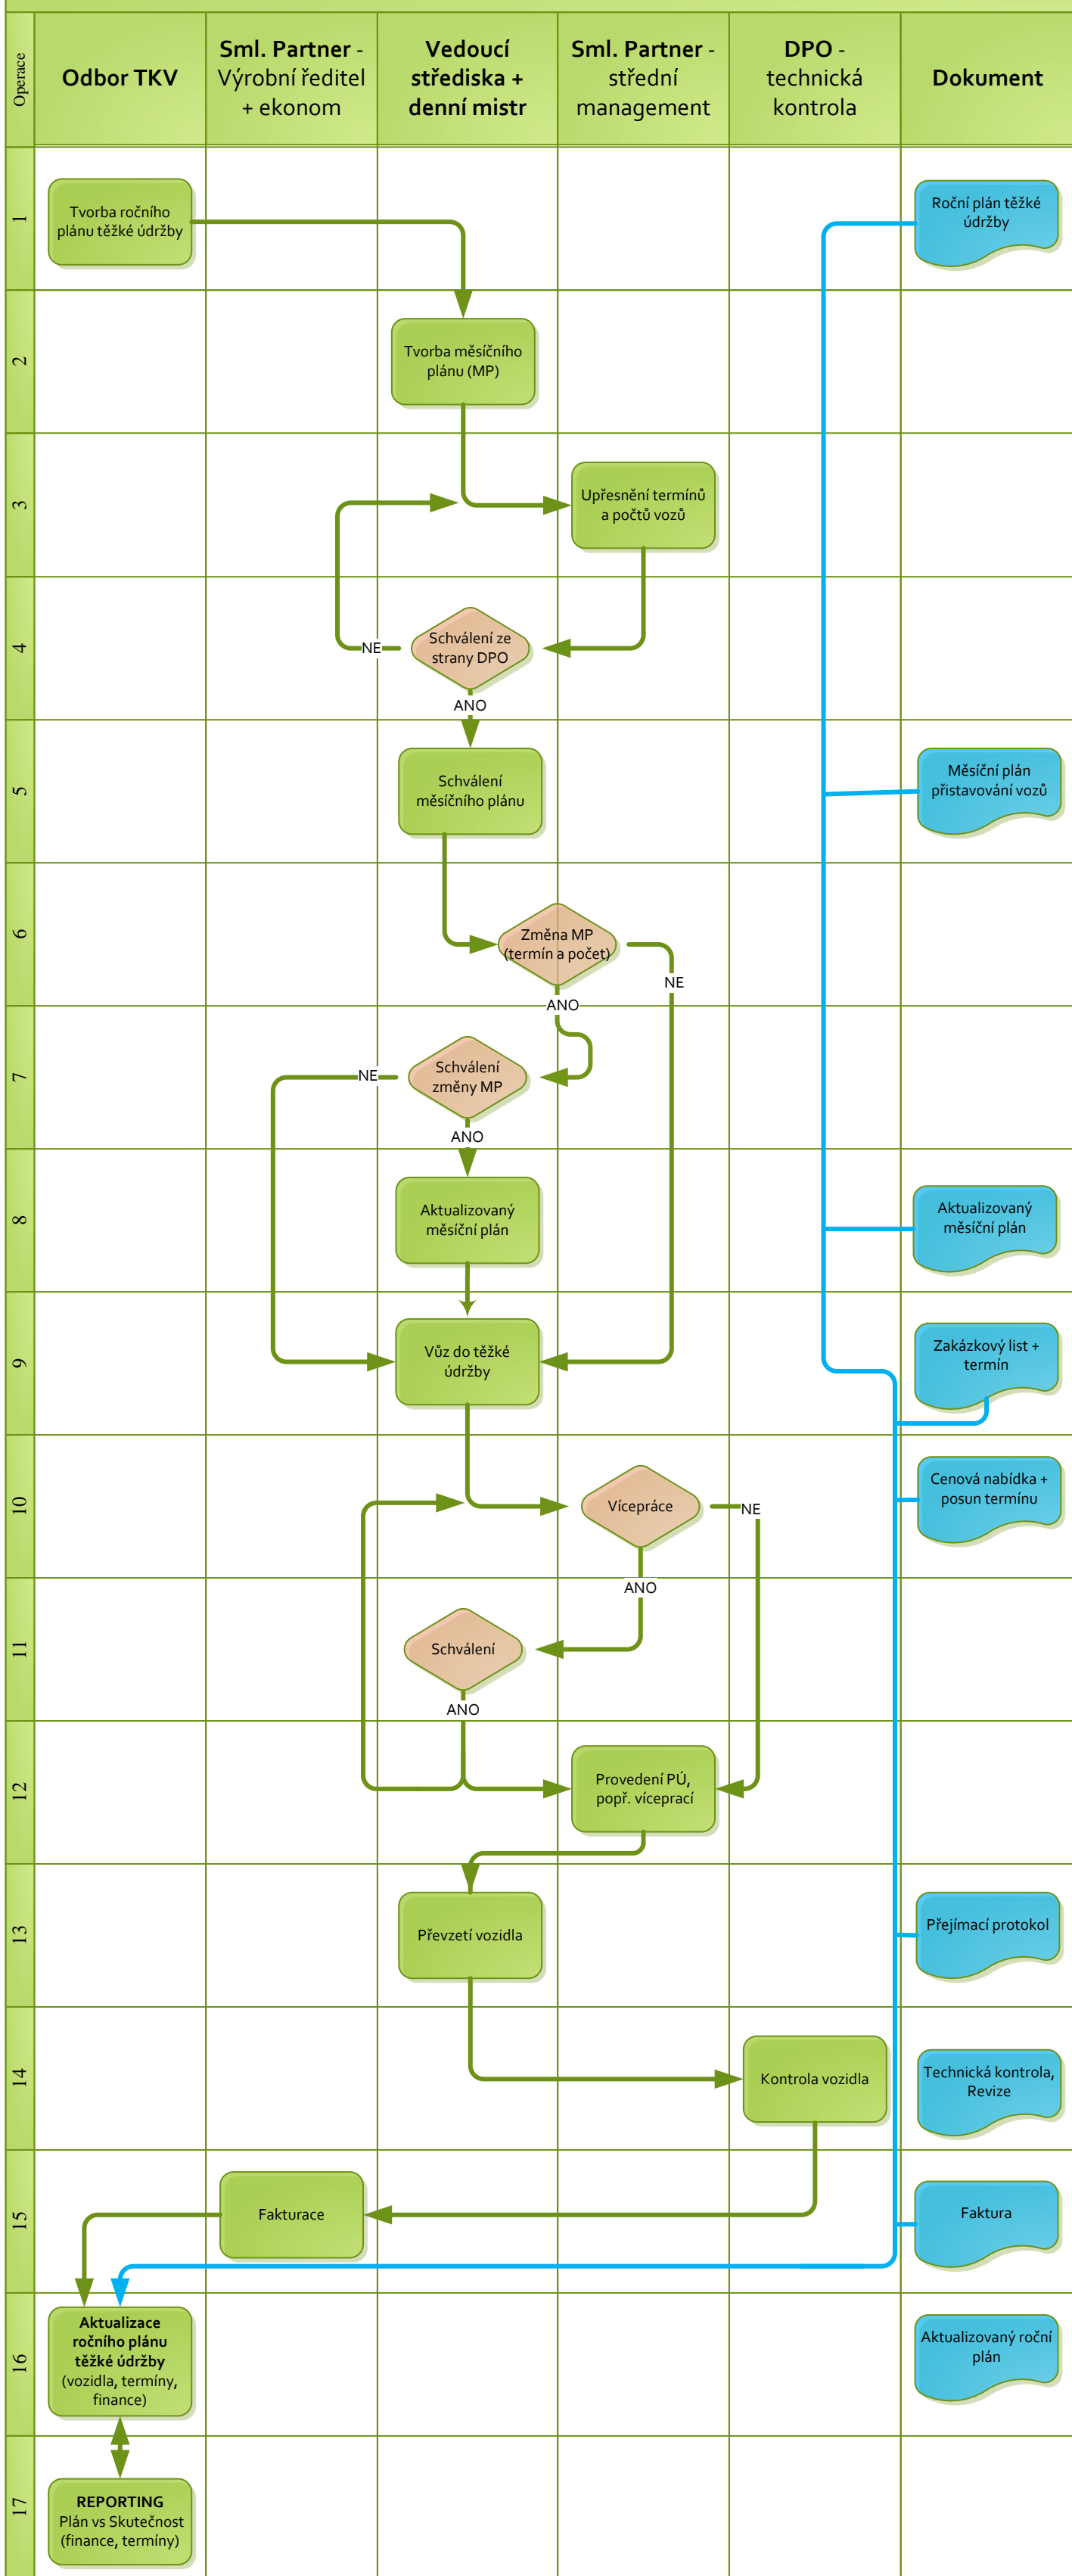 Operace
Odbor TKV
Sml. Partner -
Výrobní ředitel
+ ekonom
Vedoucí
střediska +
denní mistr
Sml. Partner -
střední
management
DPO -
technická
kontrola
Dokument
1
Tvorba ročního
plánu těžké údržby
Roční plán těžké
údržby
2
Tvorba měsíčního
plánu (MP)
3
Upřesnění termínů
a počtů vozů
4
Schválení ze
strany DPO
NE
ANO
5
Schválení
měsíčního plánu
Měsíční plán
přistavování vozů
6
Změna MP
(termín a počet)
NE
ANO
7
Schválení
změny MP
NE
ANO
8
Aktualizovaný
měsíční plán
Aktualizovaný
měsíční plán
9
Vůz do těžké
údržby
Zakázkový list +
termín
10
Vícepráce
NE
Cenová nabídka +
posun termínu
ANO
11
Schválení
ANO
12
Provedení PÚ,
popř. víceprací
13
Převzetí vozidla
Přejímací protokol
14
Kontrola vozidla
Technická kontrola,
Revize
15
Fakturace
Faktura
16
Aktualizace
ročního plánu
těžké údržby
(vozidla, termíny,
finance)
Aktualizovaný roční
plán
17
REPORTING
Plán vs Skutečnost
(finance, termíny)